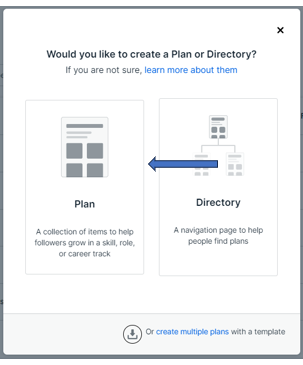 ×
Would you like to create a Plan or Directory?
If you are not sure, learn more about them
Plan
A collection of items to help
followers grow in a skill, role,
or career track
Directory
A navigation page to help
people find plans
Or create multiple plans with a template